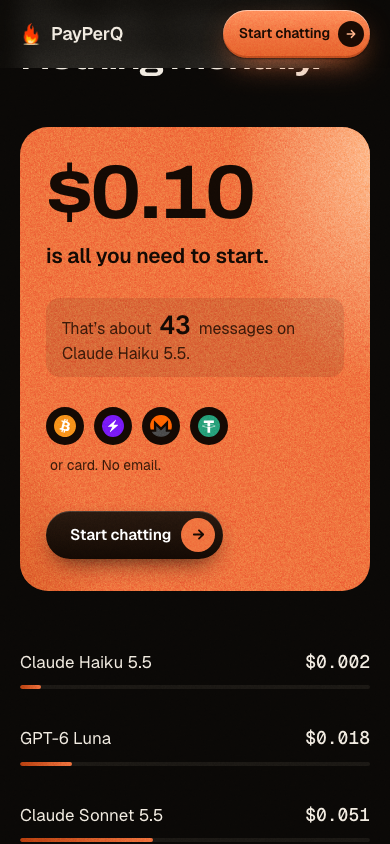 PayPerQ
Start chatting
Nothing monthly.
$0.10
is all you need to start.
That's about 43 messages on
Claude Haiku 5.5.
or card. No email.
Start chatting
Claude Haiku 5.5
$0.002
GPT-6 Luna
$0.018
Claude Sonnet 5.5
$0.051